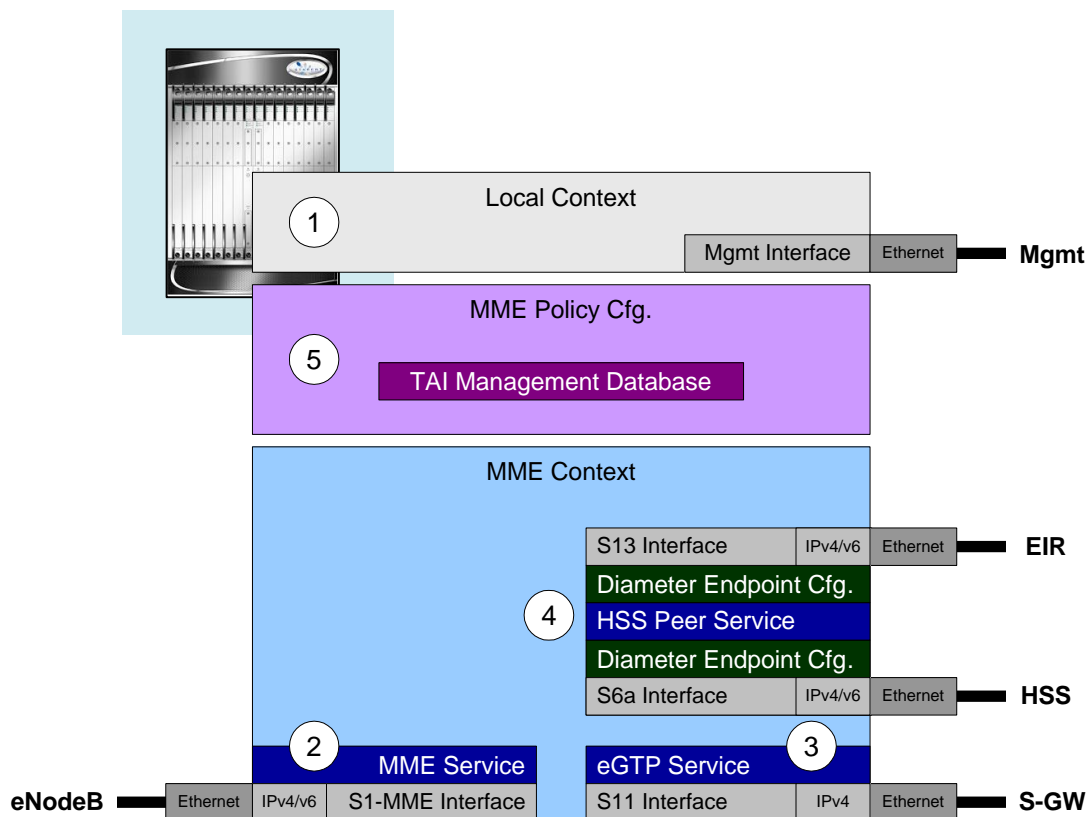 Local Context
1
Mgmt Interface
Ethernet
Mgmt
MME Policy Cfg.
5
TAI Management Database
MME Context
S13 Interface
IPv4/v6
Ethernet
EIR
Diameter Endpoint Cfg.
4
HSS Peer Service
Diameter Endpoint Cfg.
S6a Interface
IPv4/v6
Ethernet
HSS
2
MME Service
3
eGTP Service
eNodeB
Ethernet
IPv4/v6
S1-MME Interface
S11 Interface
IPv4
Ethernet
S-GW